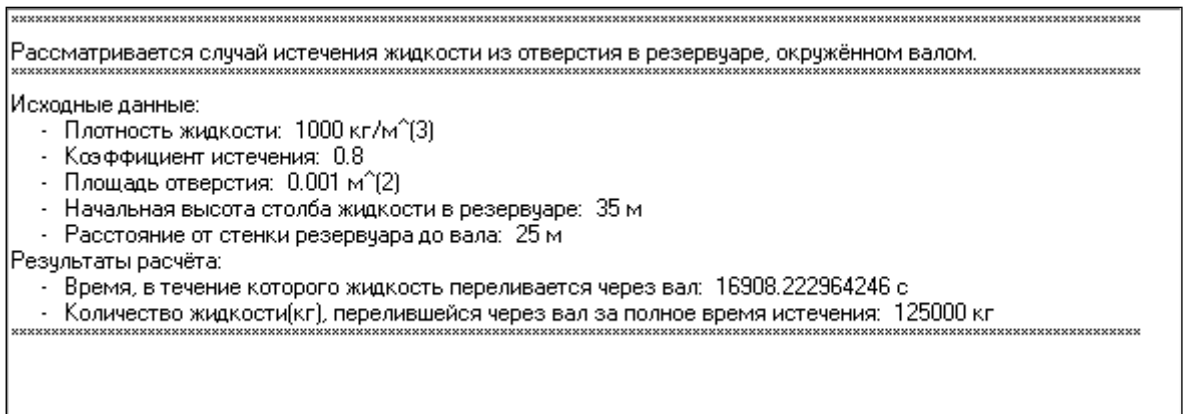 Рассматривается случай истечения жидкости из отверстия в резервуаре, окружённом валом.
Исходные данные:
- Плотность жидкости: 1000 кг/м^(3)
- Коэффициент истечения: 0.8
- Площадь отверстия: 0.001 м^(2)
- Начальная высота столба жидкости в резервуаре: 35 м
- Расстояние от стенки резервуара до вала: 25 м
Результаты расчёта:
- Время, в течение которого жидкость переливается через вал: 16908.222964246 с
- Количество жидкости(кг), перелившейся через вал за полное время истечения: 125000 кг